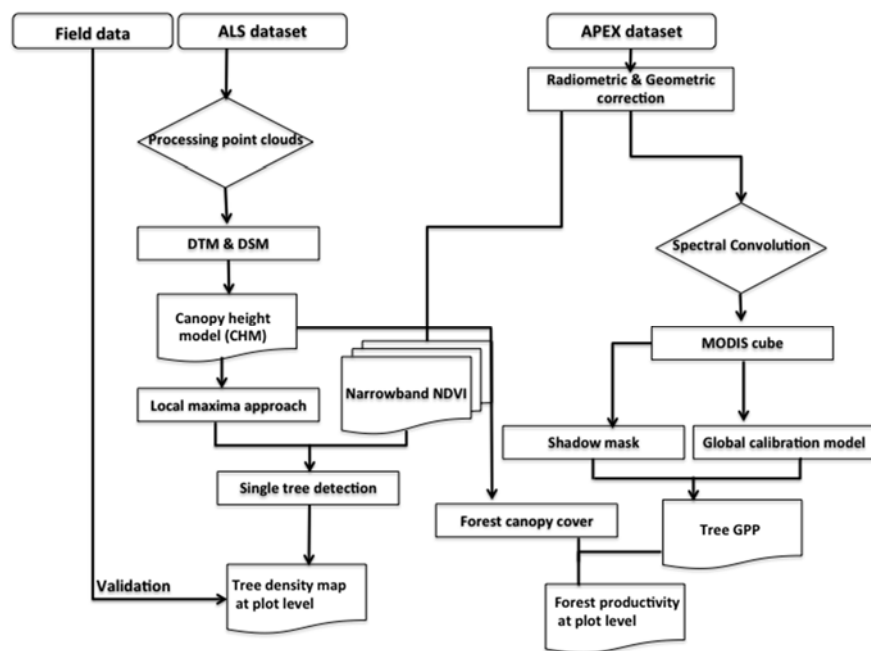 Field data
ALS dataset
APEX dataset
Radiometric & Geometric
correction
Processing point clouds
DTM & DSM
Spectral Convolution
Canopy height
model (CHM)
MODIS cube
Narrowband NDVI
Local maxima approach
Shadow mask
Global calibration model
Single tree detection
Forest canopy cover
Tree GPP
Validation
Tree density map
at plot level
Forest productivity
at plot level